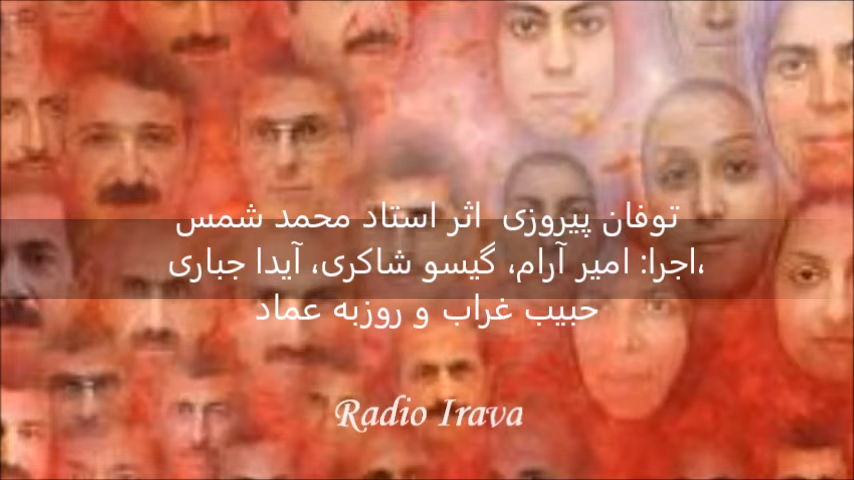 توفان پیروزی  اثر استاد محمد شمس
اجرا: امیر آرام، گیسو شاکری، آیدا جباری،
حبیب غراب و روزبه عماد
Radio Irava